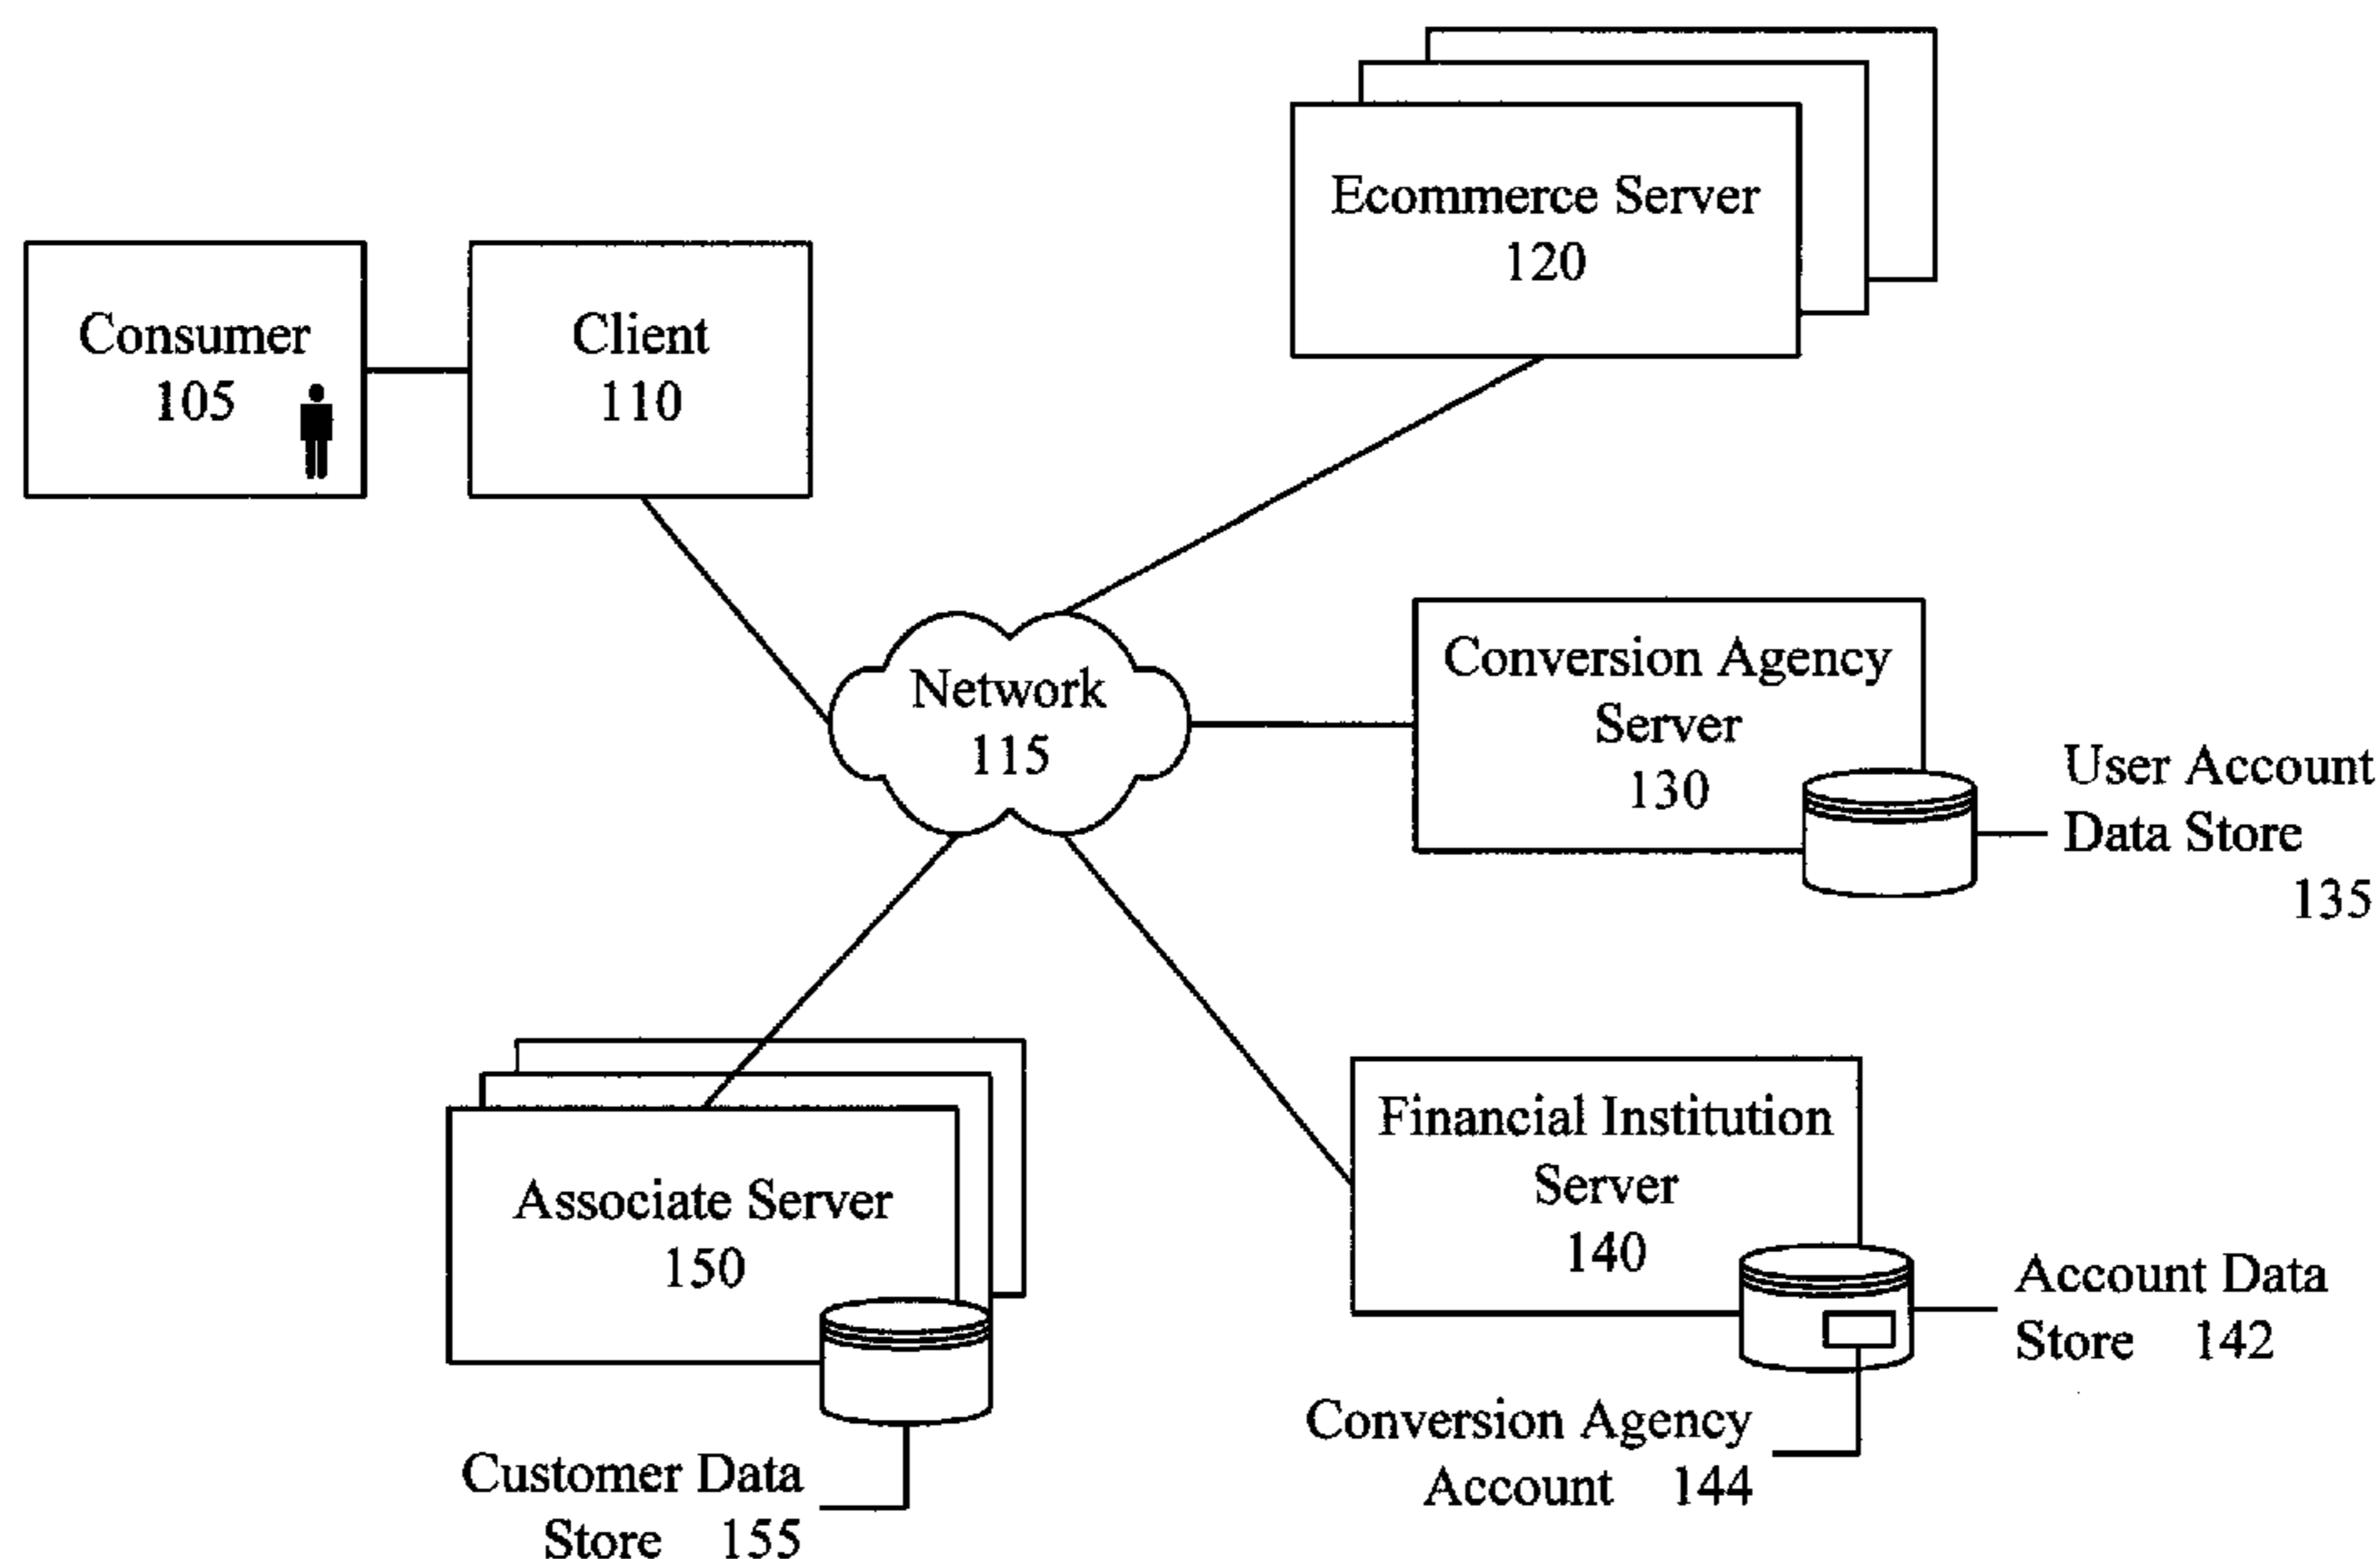 Ecommerce Server
120
Consumer
105
Client
110
Network
115
Conversion Agency
Server
130
User Account
Data Store
135
Associate Server
150
Customer Data
Store 155
Financial Institution
Server
140
Account Data
Store 142
Conversion Agency
Account 144